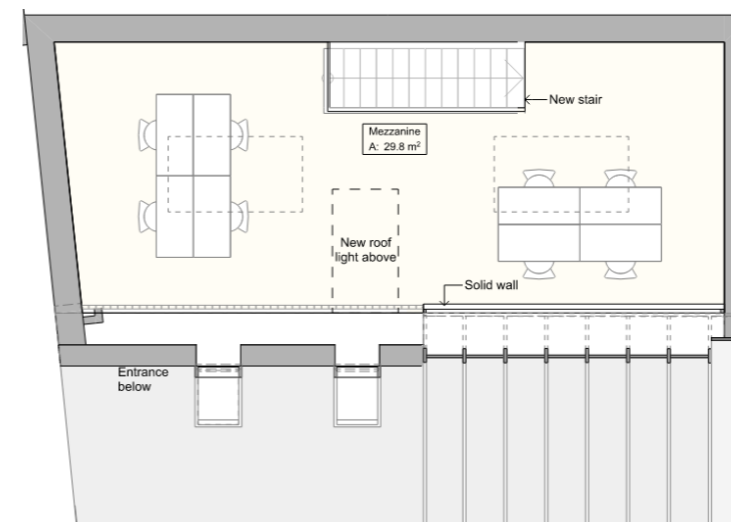 New stair
Mezzanine
A: 29.8 m²
New roof
light above
Solid wall
Entrance
below